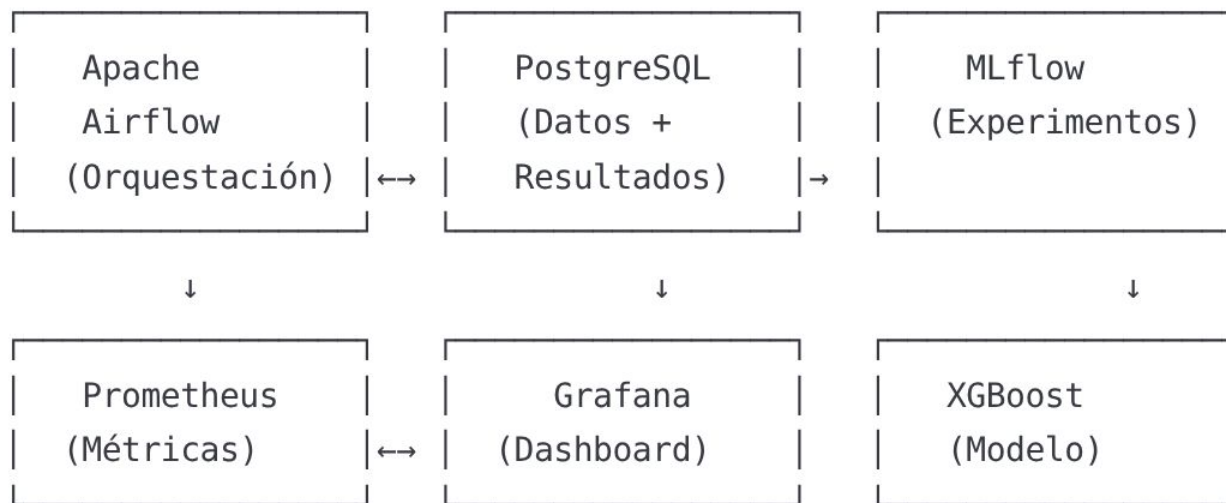 Apache
Airflow
(Orquestación)
←→
PostgreSQL
(Datos +
Resultados)
→
MLflow
(Experimentos)
↓ ↓ ↓
Prometheus
(Métricas)
←→
Grafana
(Dashboard)
XGBoost
(Modelo)